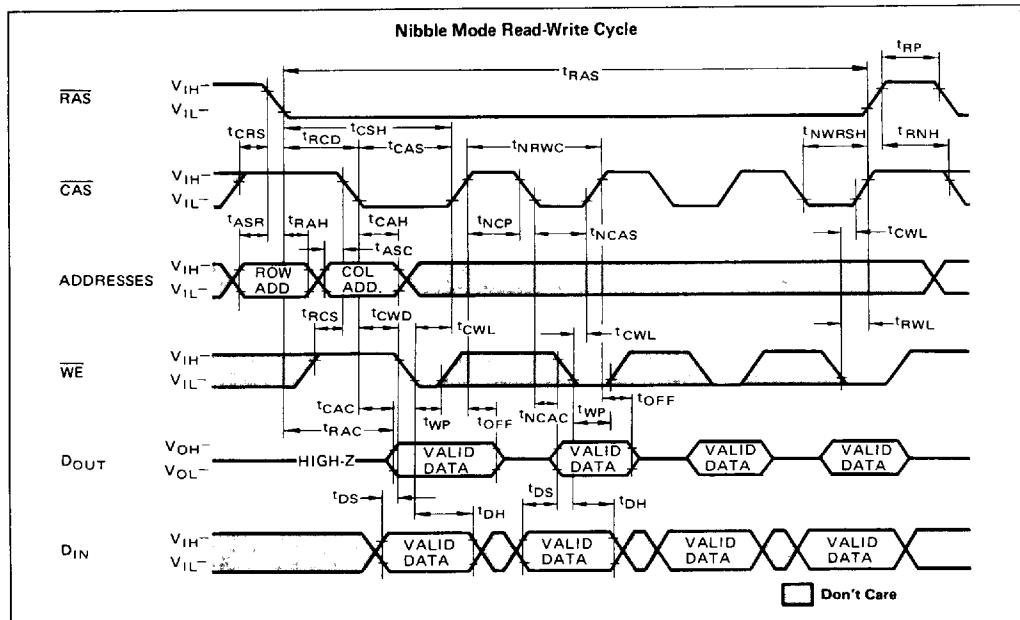 Nibble Mode Read-Write Cycle
tRP
tRAS
RAS
VIH–
VIL–
tCRS
tRCD
tCSH
tCAS
tNRWC
tNWRSH
tRNH
CAS
VIH–
VIL–
tASR
tRAH
tCAH
tASC
tNCP
tNCAS
tCWL
ADDRESSES
VIH–
VIL–
ROW ADD
COL ADD.
tRCS
tCWD
tCWL
tCWL
tRWL
WE
VIH–
VIL–
tCAC
tRAC
tWP
tOFF
tNCAC
tWP
tOFF
DOUT
VOH–
VOL–
HIGH-Z
VALID DATA
VALID DATA
VALID DATA
VALID DATA
tDS
tDH
tDS
tDH
DIN
VIH–
VIL–
VALID DATA
VALID DATA
VALID DATA
VALID DATA
Don't Care